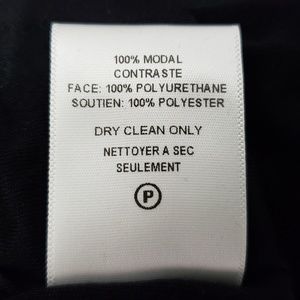 100% MODAL
CONTRASTE
FACE: 100% POLYURETHANE
SOUTIEN: 100% POLYESTER
DRY CLEAN ONLY
NETTOYER A SEC
SEULEMENT
P